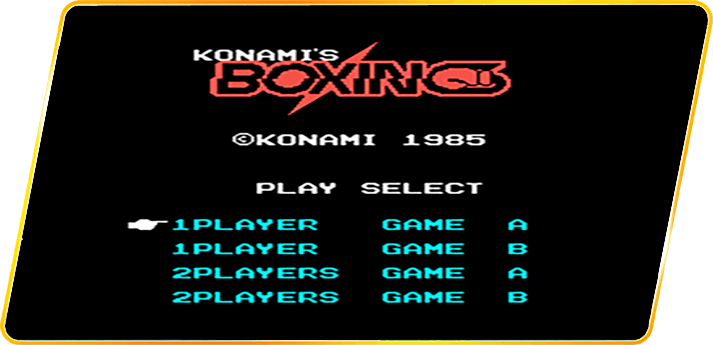 KONAMI'S
BOXING
©KONAMI 1985
PLAY SELECT
1PLAYER GAME A
1PLAYER GAME B
2PLAYERS GAME A
2PLAYERS GAME B